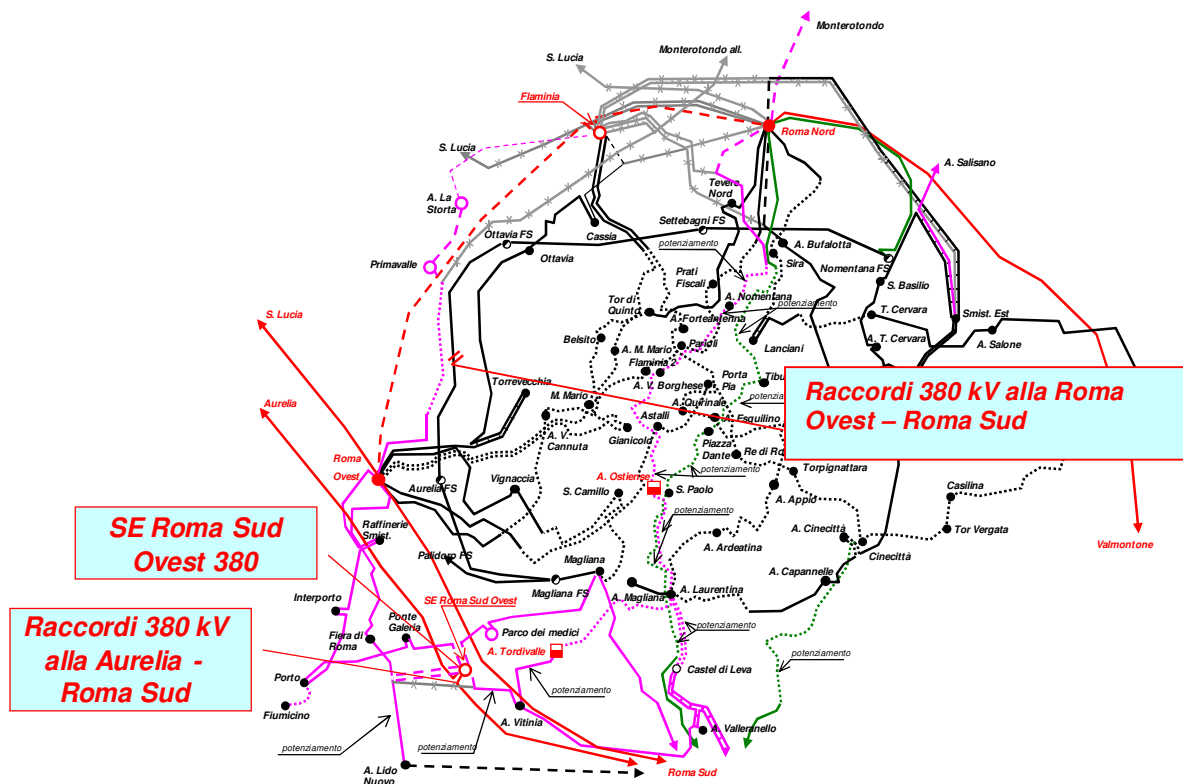 Monterotondo
S. Lucia
Monterotondo all.
Flaminia
Roma Nord
S. Lucia
A. Salisano
A. La
Storta
Tevere
Nord
Settebagni FS
Ottavia FS
Cassia
potenziamento
A. Bufalotta
Ottavia
Sira
Nomentana FS
Primavalle
Prati
Fiscali
S. Basilio
A. Nomentana
potenziamento
Tor di
Quinto
S. Lucia
A. Forteantenna
T. Cervara
Smist. Est
Belsito
Parioli
A. Salone
A. M. Mario
Lanciani
A. T. Cervara
Flaminia 2
Torrevecchia
A. V. Borghese
Porta
Pia
Tibu
Aurelia
M. Mario
A. Quirinale
potenzi
Raccordi 380 kV alla Roma
Ovest – Roma Sud
Astalli
A. Esquilino
A. V.
Cannuta
Gianicolo
Piazza
Dante
Re di Ro
Roma
Ovest
potenziamento
Torpignattara
Aurelia FS
Vignaccia
A. Ostiense
S. Camillo
S. Paolo
Casilina
A. Appio
SE Roma Sud
Ovest 380
Raffinerie
Smist.
potenziamento
A. Cinecittà
Tor Vergata
A. Ardeatina
Cinecittà
Valmontone
Palidoro FS
Magliana
A. Capannelle
Magliana FS
A. Magliana
A. Laurentina
Interporto
SE Roma Sud Ovest
Raccordi 380 kV
alla Aurelia -
Roma Sud
Ponte
Galeria
Fiera di
Roma
Parco dei medici
potenziamento
A. Tordivalle
potenziamento
Castel di Leva
Porto
potenziamento
Fiumicino
A. Vitinia
A. Valleranello
potenziamento
potenziamento
A. Lido
Nuovo
Roma Sud